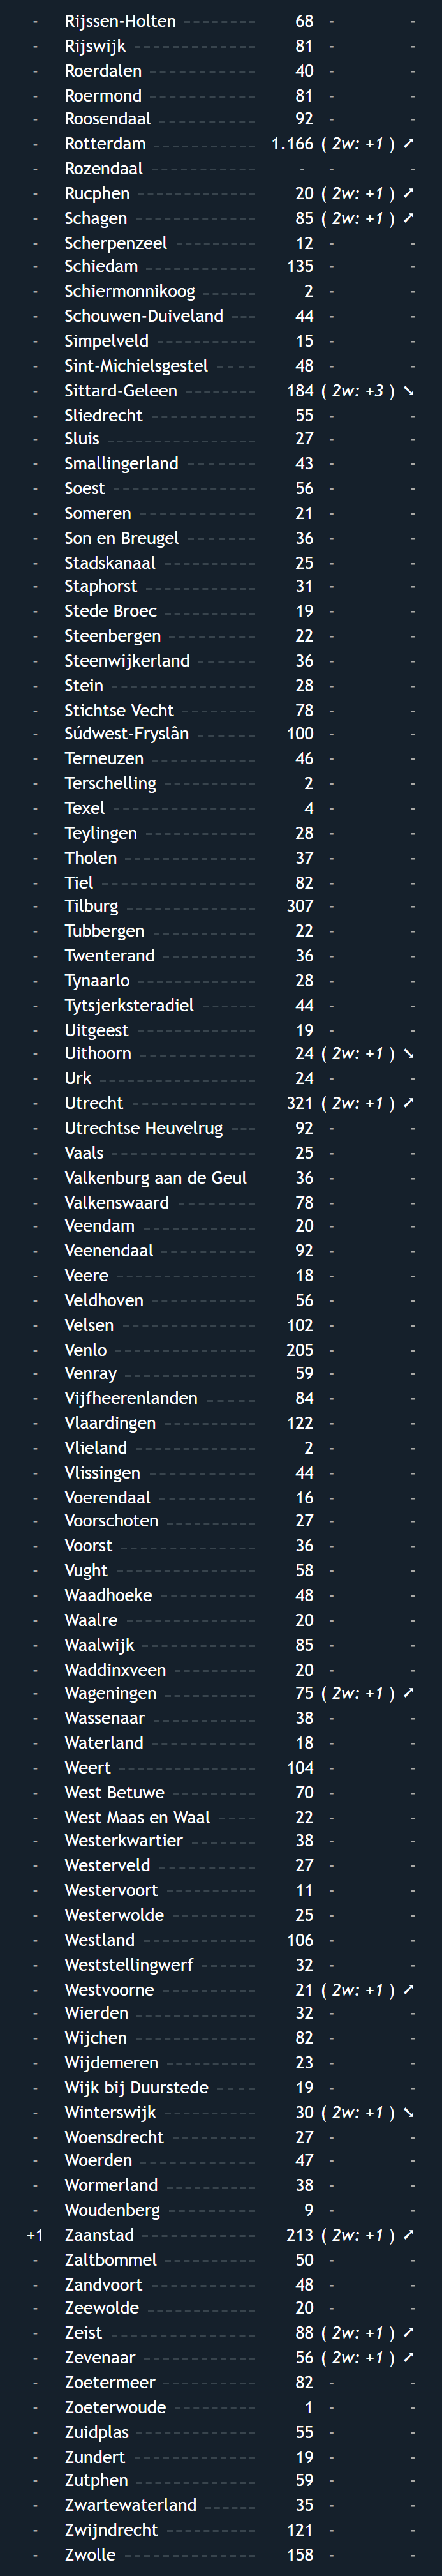 - Rijssen-Holten 68 - -
- Rijswijk 81 - -
- Roerdalen 40 - -
- Roermond 81 - -
- Roosendaal 92 - -
- Rotterdam 1.166 ( 2w: +1 ) ➚
- Rozendaal - - -
- Rucphen 20 ( 2w: +1 ) ➚
- Schagen 85 ( 2w: +1 ) ➚
- Scherpenzeel 12 - -
- Schiedam 135 - -
- Schiermonnikoog 2 - -
- Schouwen-Duiveland 44 - -
- Simpelveld 15 - -
- Sint-Michielsgestel 48 - -
- Sittard-Geleen 184 ( 2w: +3 ) ➘
- Sliedrecht 55 - -
- Sluis 27 - -
- Smallingerland 43 - -
- Soest 56 - -
- Someren 21 - -
- Son en Breugel 36 - -
- Stadskanaal 25 - -
- Staphorst 31 - -
- Stede Broec 19 - -
- Steenbergen 22 - -
- Steenwijkerland 36 - -
- Stein 28 - -
- Stichtse Vecht 78 - -
- Súdwest-Fryslân 100 - -
- Terneuzen 46 - -
- Terschelling 2 - -
- Texel 4 - -
- Teylingen 28 - -
- Tholen 37 - -
- Tiel 82 - -
- Tilburg 307 - -
- Tubbergen 22 - -
- Twenterand 36 - -
- Tynaarlo 28 - -
- Tytsjerksteradiel 44 - -
- Uitgeest 19 - -
- Uithoorn 24 ( 2w: +1 ) ➘
- Urk 24 - -
- Utrecht 321 ( 2w: +1 ) ➚
- Utrechtse Heuvelrug 92 - -
- Vaals 25 - -
- Valkenburg aan de Geul 36 - -
- Valkenswaard 78 - -
- Veendam 20 - -
- Veenendaal 92 - -
- Veere 18 - -
- Veldhoven 56 - -
- Velsen 102 - -
- Venlo 205 - -
- Venray 59 - -
- Vijfheerenlanden 84 - -
- Vlaardingen 122 - -
- Vlieland 2 - -
- Vlissingen 44 - -
- Voerendaal 16 - -
- Voorschoten 27 - -
- Voorst 36 - -
- Vught 58 - -
- Waadhoeke 48 - -
- Waalre 20 - -
- Waalwijk 85 - -
- Waddinxveen 20 - -
- Wageningen 75 ( 2w: +1 ) ➚
- Wassenaar 38 - -
- Waterland 18 - -
- Weert 104 - -
- West Betuwe 70 - -
- West Maas en Waal 22 - -
- Westerkwartier 38 - -
- Westerveld 27 - -
- Westervoort 11 - -
- Westerwolde 25 - -
- Westland 106 - -
- Weststellingwerf 32 - -
- Westvoorne 21 ( 2w: +1 ) ➚
- Wierden 32 - -
- Wijchen 82 - -
- Wijdemeren 23 - -
- Wijk bij Duurstede 19 - -
- Winterswijk 30 ( 2w: +1 ) ➘
- Woensdrecht 27 - -
- Woerden 47 - -
- Wormerland 38 - -
- Woudenberg 9 - -
+1 Zaanstad 213 ( 2w: +1 ) ➚
- Zaltbommel 50 - -
- Zandvoort 48 - -
- Zeewolde 20 - -
- Zeist 88 ( 2w: +1 ) ➚
- Zevenaar 56 ( 2w: +1 ) ➚
- Zoetermeer 82 - -
- Zoeterwoude 1 - -
- Zuidplas 55 - -
- Zundert 19 - -
- Zutphen 59 - -
- Zwartewaterland 35 - -
- Zwijndrecht 121 - -
- Zwolle 158 - -